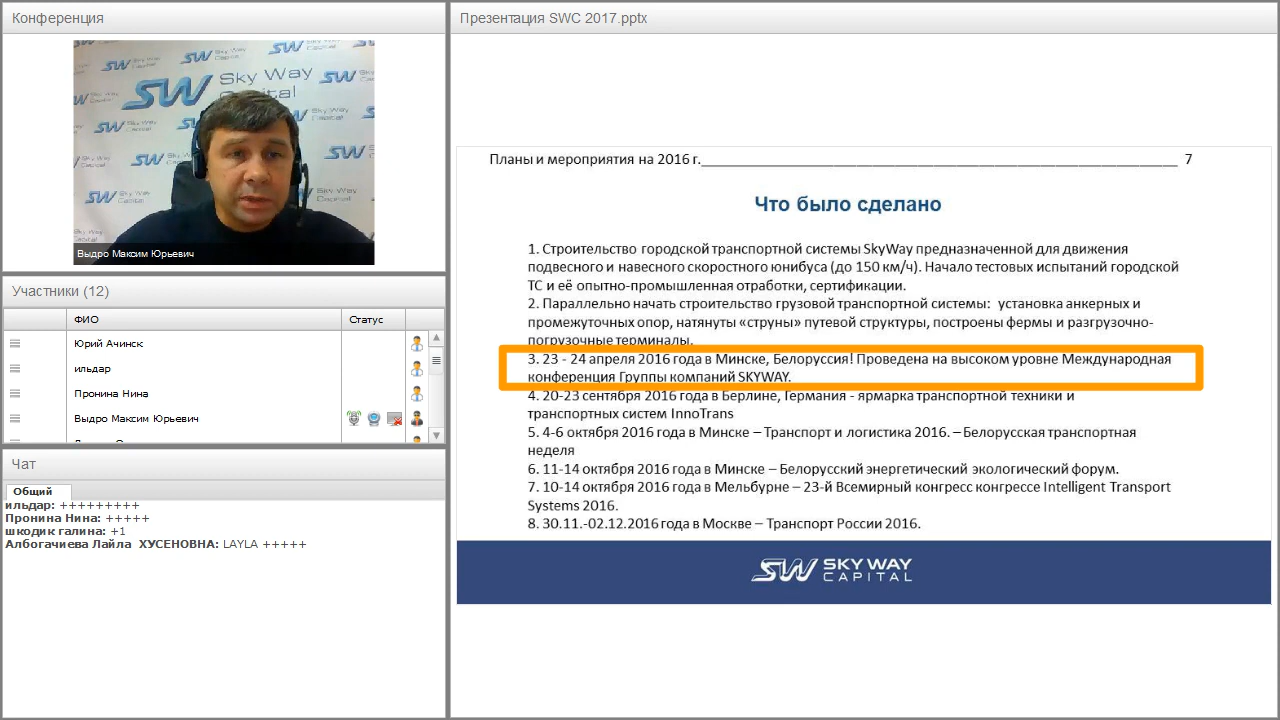 Конференция
Sky Way
Capital
Выдро Максим Юрьевич
Участники (12)
ФИО
Статус
Юрий Ачинск
ильдар
Пронина Нина
Выдро Максим Юрьевич
Чат
Общий
ильдар: +++++++++
Пронина Нина: +++++
шкодик галина: +1
Албогачиева Лайла ХУСЕНОВНА: LAYLA +++++
Презентация SWC 2017.pptx
Планы и мероприятия на 2016 г. 7
Что было сделано
1. Строительство городской транспортной системы SkyWay предназначенной для движения
подвесного и навесного скоростного юнибуса (до 150 км/ч). Начало тестовых испытаний городской
ТС и её опытно-промышленная отработки, сертификации.
2. Параллельно начать строительство грузовой транспортной системы: установка анкерных и
промежуточных опор, натянуты «струны» путевой структуры, построены фермы и разгрузочно-
погрузочные терминалы.
3. 23 - 24 апреля 2016 года в Минске, Белоруссия! Проведена на высоком уровне Международная
конференция Группы компаний SKYWAY.
4. 20-23 сентября 2016 года в Берлине, Германия - ярмарка транспортной техники и
транспортных систем InnoTrans
5. 4-6 октября 2016 года в Минске – Транспорт и логистика 2016. – Белорусская транспортная
неделя
6. 11-14 октября 2016 года в Минске – Белорусский энергетический экологический форум.
7. 10-14 октября 2016 года в Мельбурне – 23-й Всемирный конгресс конгрессе Intelligent Transport
Systems 2016.
8. 30.11.-02.12.2016 года в Москве – Транспорт России 2016.
SW SKY WAY
CAPITAL